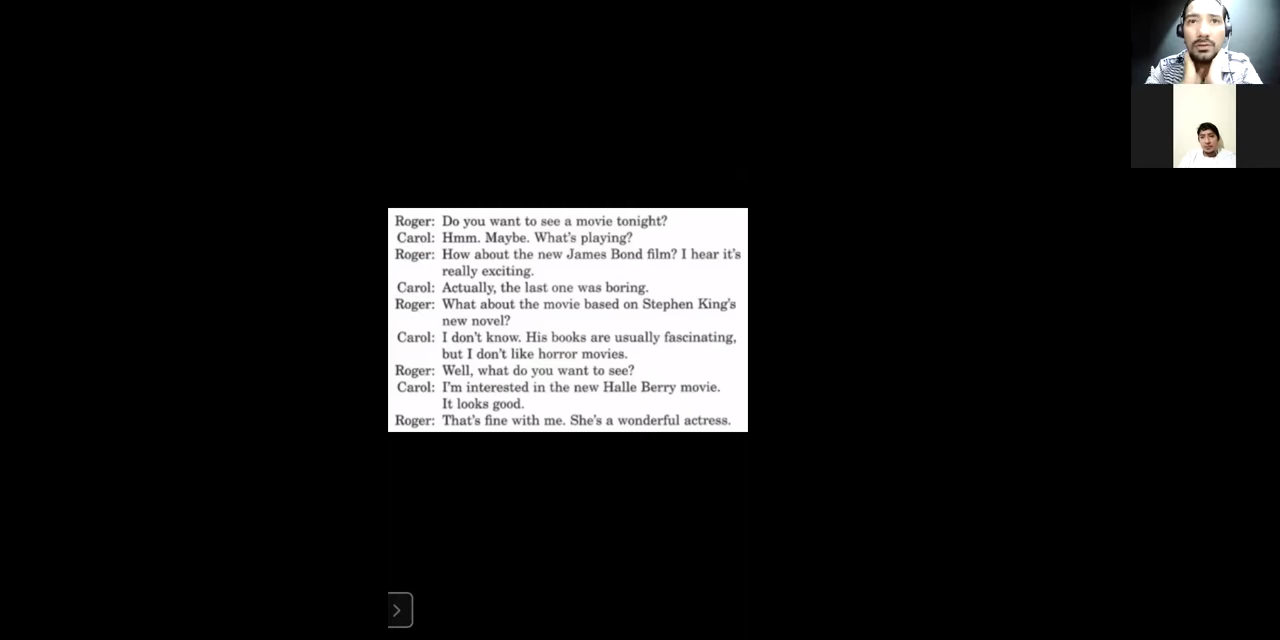 Roger: Do you want to see a movie tonight?
Carol: Hmm. Maybe. What's playing?
Roger: How about the new James Bond film? I hear it's
really exciting.
Carol: Actually, the last one was boring.
Roger: What about the movie based on Stephen King's
new novel?
Carol: I don't know. His books are usually fascinating,
but I don't like horror movies.
Roger: Well, what do you want to see?
Carol: I'm interested in the new Halle Berry movie.
It looks good.
Roger: That's fine with me. She's a wonderful actress.